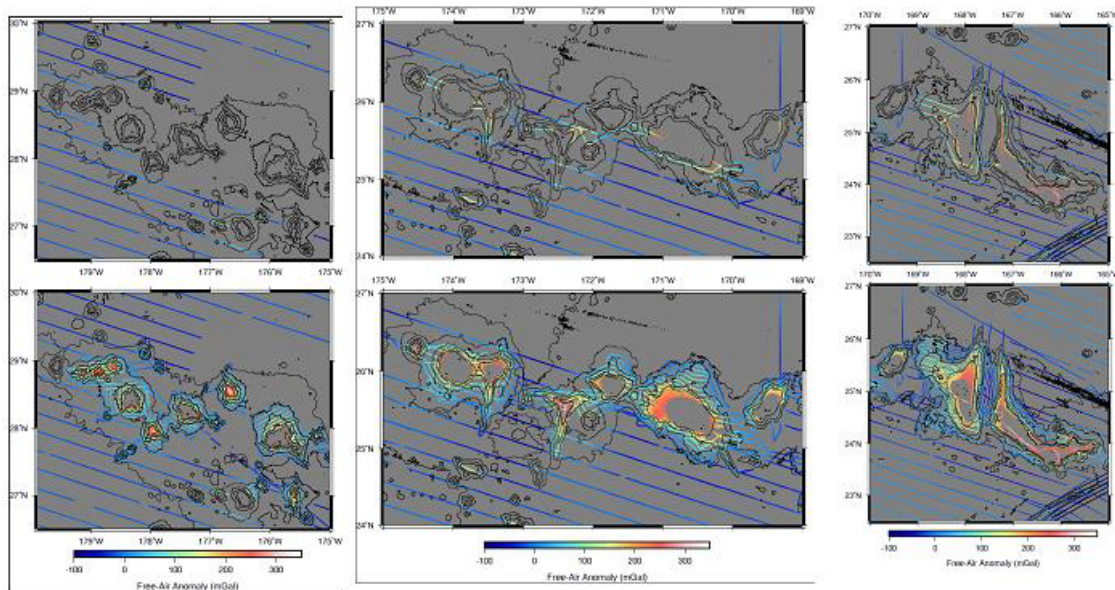 175°W 174°W 173°W 172°W 171°W 170°W 169°W
170°W 169°W 168°W 167°W 166°W 165°W
30°N
29°N
28°N
27°N
27°N
26°N
25°N
24°N
27°N
26°N
25°N
24°N
23°N
179°W 178°W 177°W 176°W 175°W
175°W 174°W 173°W 172°W 171°W 170°W 169°W
170°W 169°W 168°W 167°W 166°W 165°W
30°N
29°N
28°N
27°N
27°N
26°N
25°N
24°N
27°N
26°N
25°N
24°N
23°N
179°W 178°W 177°W 176°W 175°W
-100 0 100 200 300
Free-Air Anomaly (mGal)
-100 0 100 200 300
Free-Air Anomaly (mGal)
-100 0 100 200 300
Free-Air Anomaly (mGal)